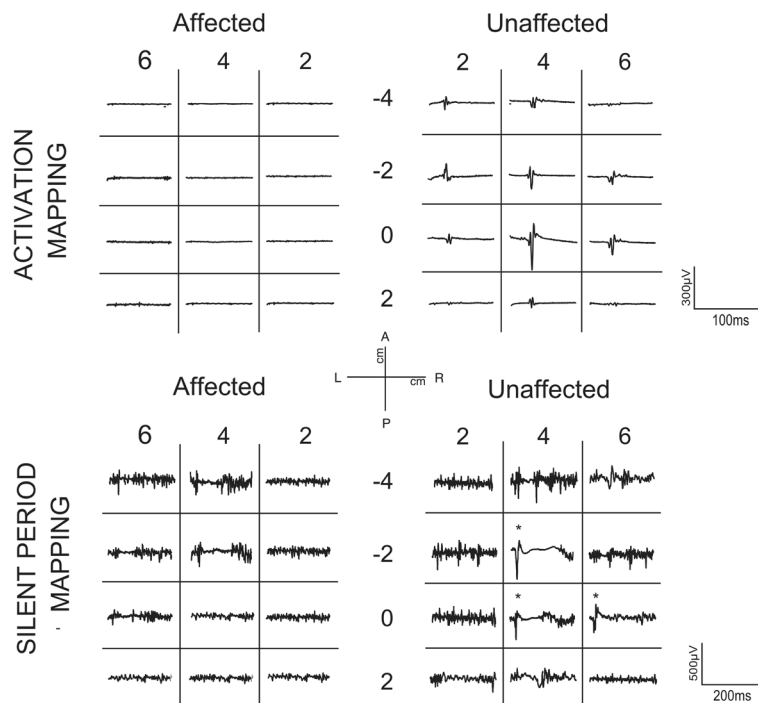 Affected Unaffected
6 4 2 2 4 6
-4
-2
0
2
ACTIVATION
MAPPING
300μV
100ms
A
cm
L cm R
P
Affected Unaffected
6 4 2 2 4 6
-4
-2
*
0
* *
2
SILENT PERIOD
MAPPING
500μV
200ms